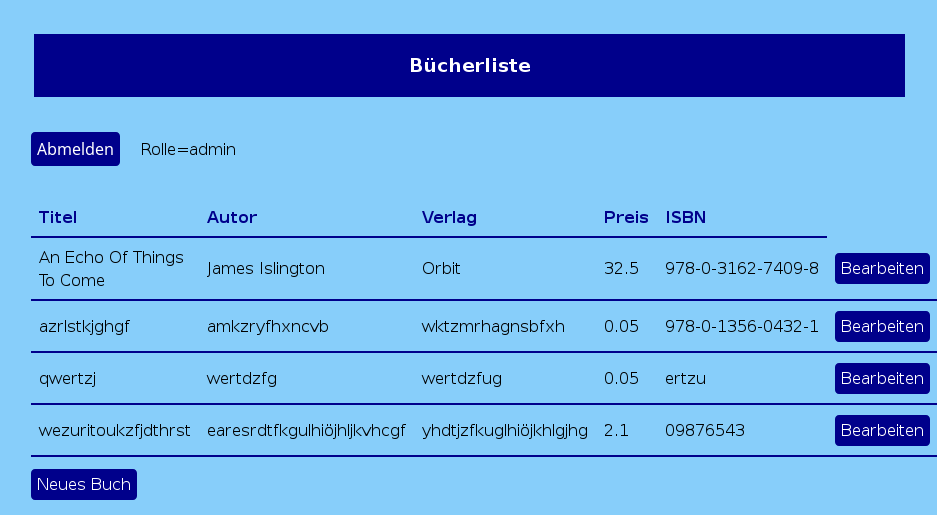 Bücherliste
Abmelden Rolle=admin
Titel Autor Verlag Preis ISBN
An Echo Of Things
To Come James Islington Orbit 32.5 978-0-3162-7409-8 Bearbeiten
azrlstkjghgf amkzryfhxncvb wktzmrhagnsbfxh 0.05 978-0-1356-0432-1 Bearbeiten
qwertzj wertdzfg wertdzfug 0.05 ertzu Bearbeiten
wezuritoukzfjdthrst earesrdtfkgulhiöjhljkvhcgf yhdtjzfkuglhiöjkhlgjhg 2.1 09876543 Bearbeiten
Neues Buch